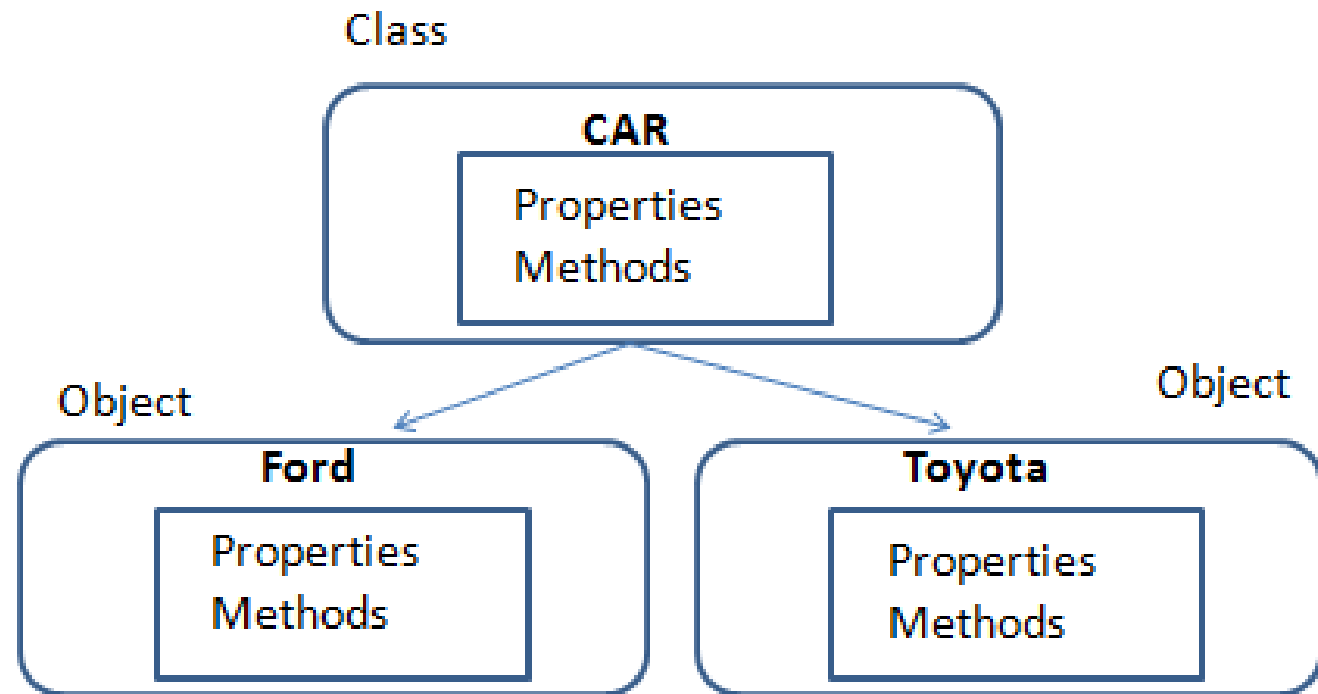 Class
CAR
Properties
Methods
Object
Object
Ford
Properties
Methods
Toyota
Properties
Methods